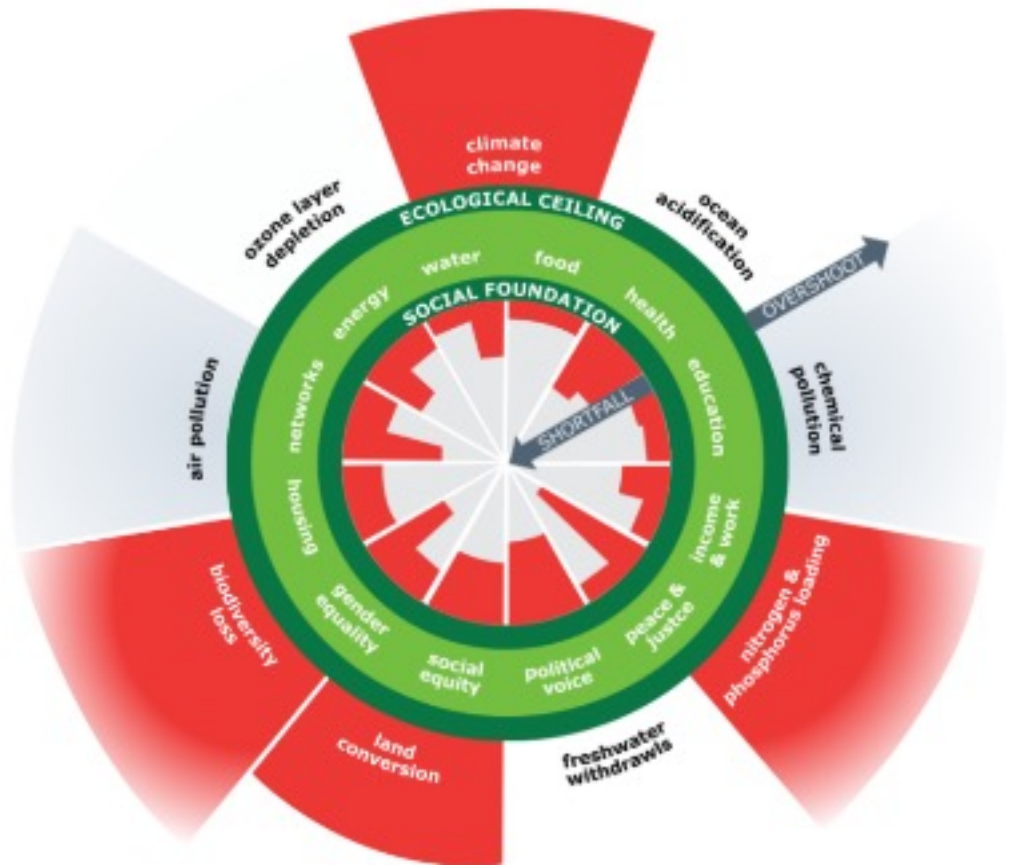 climate
change
ozone layer
depletion
ocean
acidification
ECOLOGICAL CEILING
OVERSHOOT
water
food
energy
health
SOCIAL FOUNDATION
networks
education
SHORTFALL
air pollution
chemical
pollution
housing
income
& work
gender
equality
social
equity
political
voice
peace &
justce
biodiversity
loss
land
conversion
freshwater
withdrawls
nitrogen &
phosphorus loading